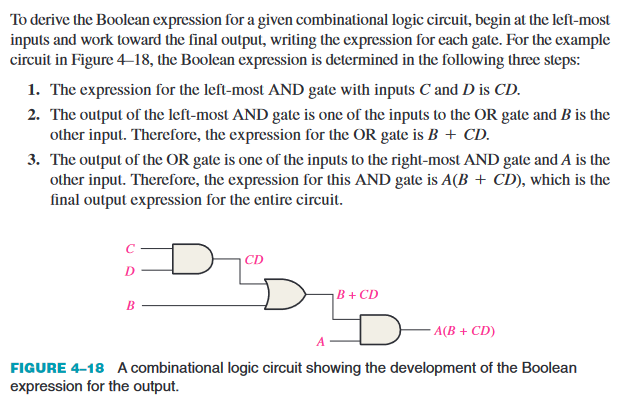 To derive the Boolean expression for a given combinational logic circuit, begin at the left-most
inputs and work toward the final output, writing the expression for each gate. For the example
circuit in Figure 4–18, the Boolean expression is determined in the following three steps:
1. The expression for the left-most AND gate with inputs C and D is CD.
2. The output of the left-most AND gate is one of the inputs to the OR gate and B is the
other input. Therefore, the expression for the OR gate is B + CD.
3. The output of the OR gate is one of the inputs to the right-most AND gate and A is the
other input. Therefore, the expression for this AND gate is A(B + CD), which is the
final output expression for the entire circuit.
C
CD
D
B + CD
B
A(B + CD)
A
FIGURE 4–18 A combinational logic circuit showing the development of the Boolean
expression for the output.